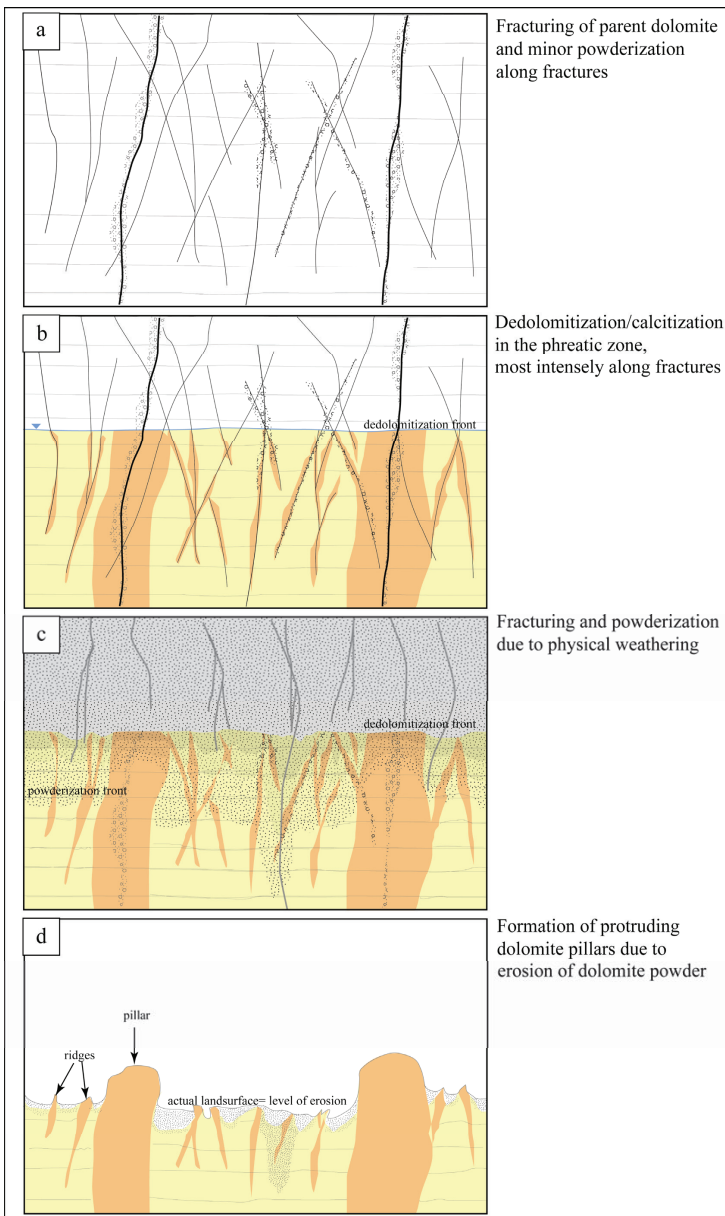 a
Fracturing of parent dolomite
and minor powderization
along fractures
b
Dedolomitization/calcitization
in the phreatic zone,
most intensely along fractures
dedolomitization front
c
Fracturing and powderization
due to physical weathering
dedolomitization front
powderization front
d
Formation of protruding
dolomite pillars due to
erosion of dolomite powder
pillar
ridges
actual landsurface= level of erosion